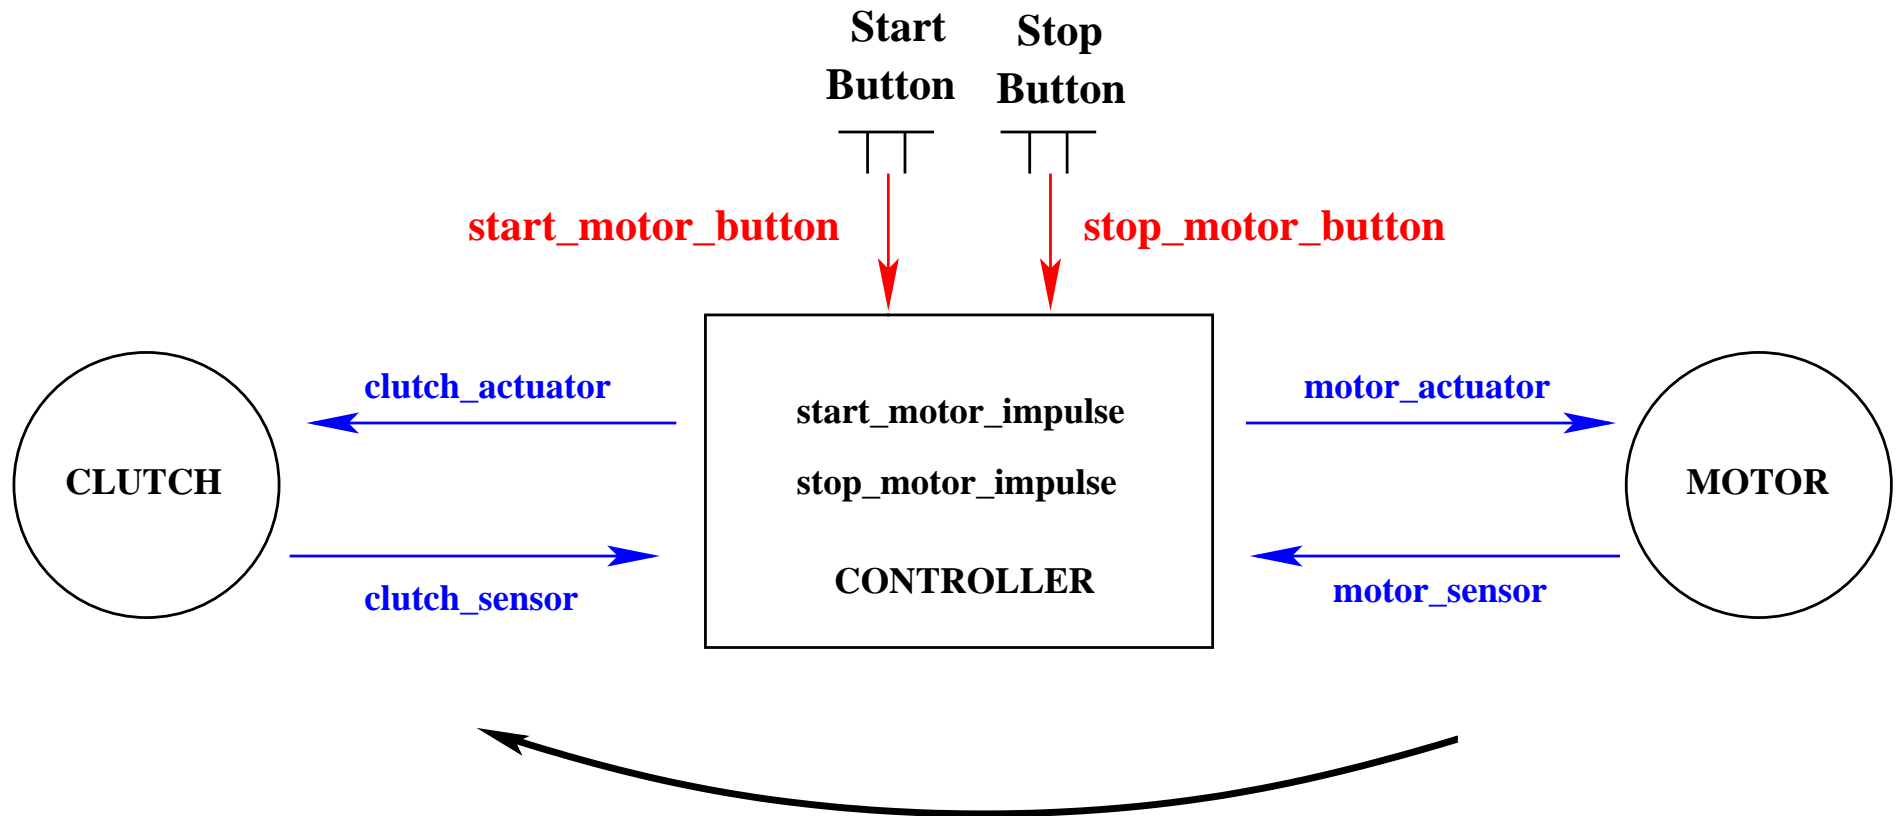 Start
Button
Stop
Button
start_motor_button
stop_motor_button
clutch_actuator
motor_actuator
start_motor_impulse
CLUTCH
stop_motor_impulse
MOTOR
CONTROLLER
clutch_sensor
motor_sensor